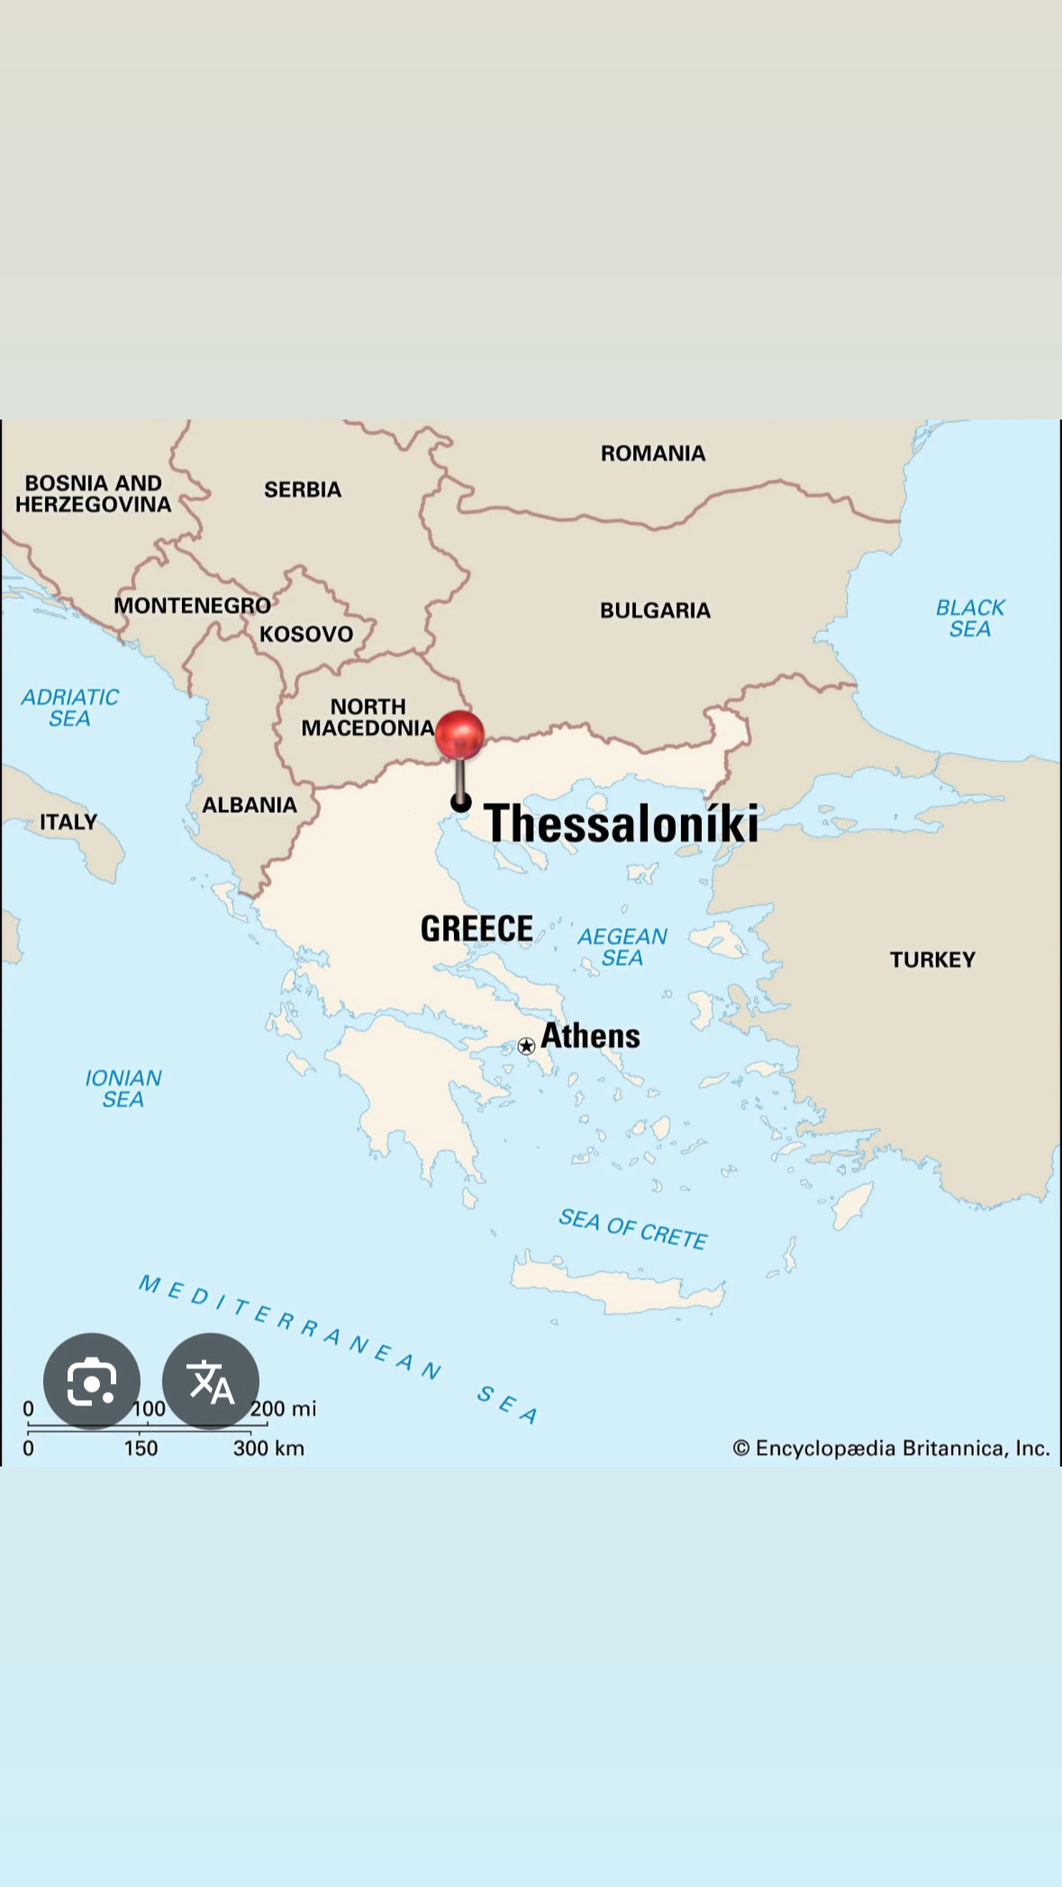 ROMANIA
BOSNIA AND
HERZEGOVINA
SERBIA
MONTENEGRO
KOSOVO
BULGARIA
BLACK
SEA
ADRIATIC
SEA
NORTH
MACEDONIA
ITALY
ALBANIA
Thessaloníki
GREECE
AEGEAN
SEA
TURKEY
Athens
IONIAN
SEA
SEA OF CRETE
MEDITERRANEAN SEA
文A
0 100 200 mi
0 150 300 km
© Encyclopædia Britannica, Inc.